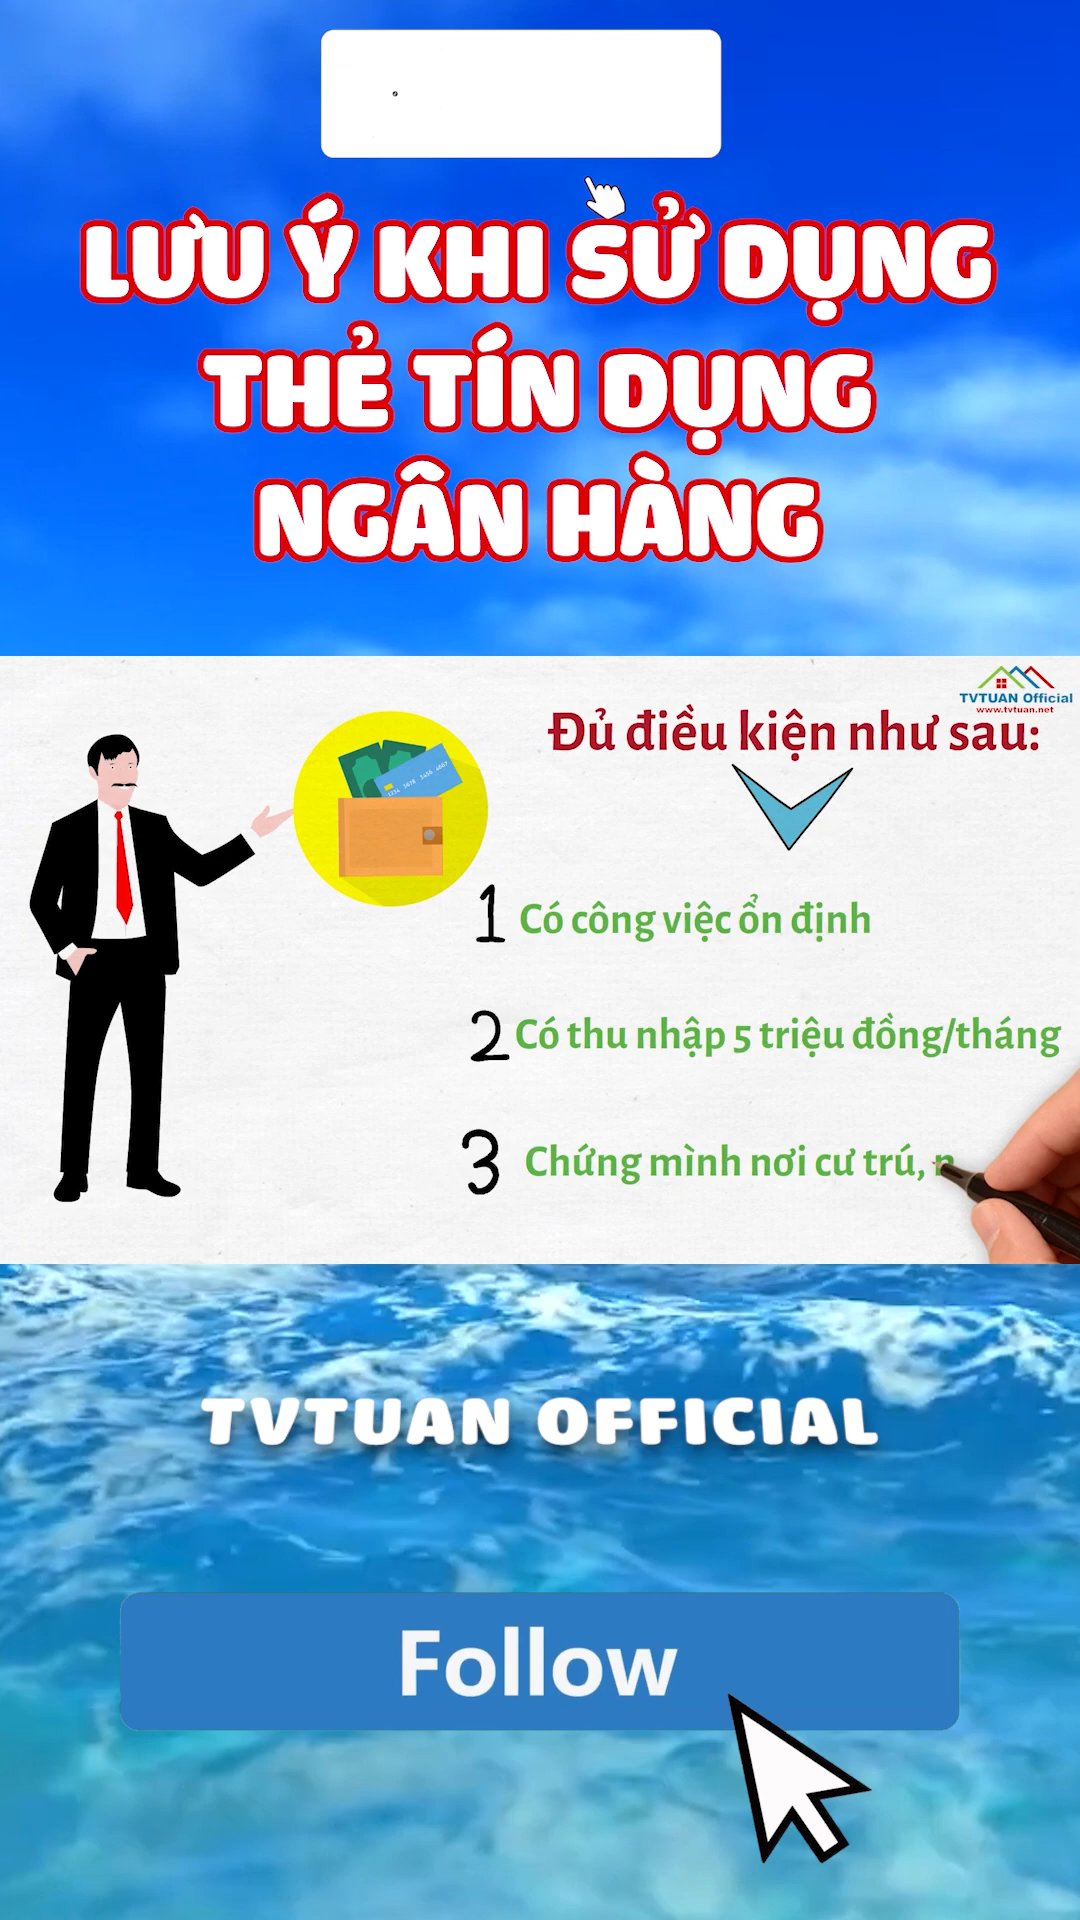 LƯU Ý KHI SỬ DỤNG
THẺ TÍN DỤNG
NGÂN HÀNG
TVTUAN Official
www.tvtuan.net
Đủ điều kiện như sau:
1 Có công việc ổn định
2 Có thu nhập 5 triệu đồng/tháng
3 Chứng mình nơi cư trú,
TVTUAN OFFICIAL
Follow